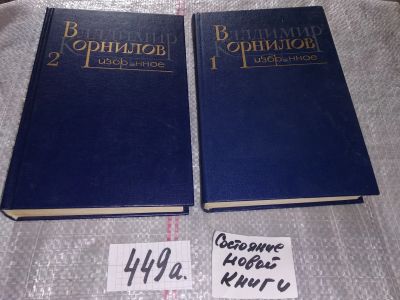 Владимир
Корнилов
избранное
2
Владимир
Корнилов
избранное
1
449а.
Состояние
новой
книги